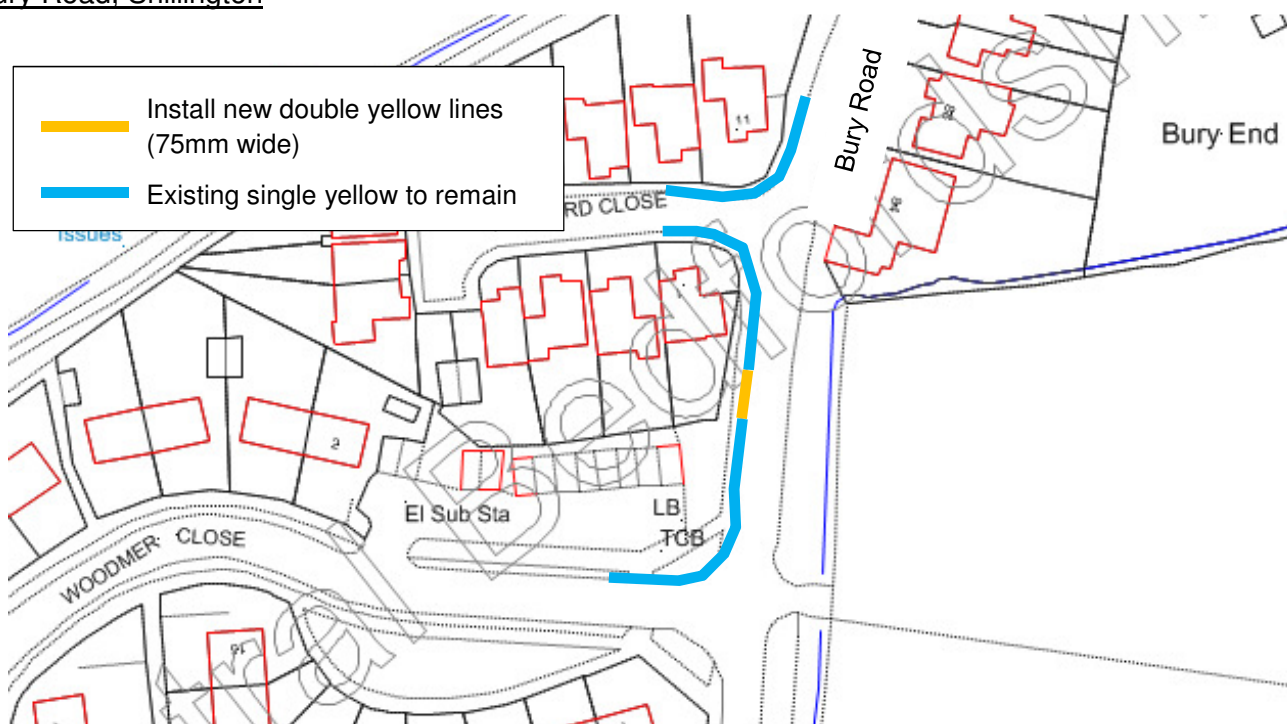 Bury Road, Shillington
Install new double yellow lines
(75mm wide)
Existing single yellow to remain
Issues
RD CLOSE
11
Bury Road
Bury End
2
El Sub Sta
LB
TCB
WOODMER CLOSE
16